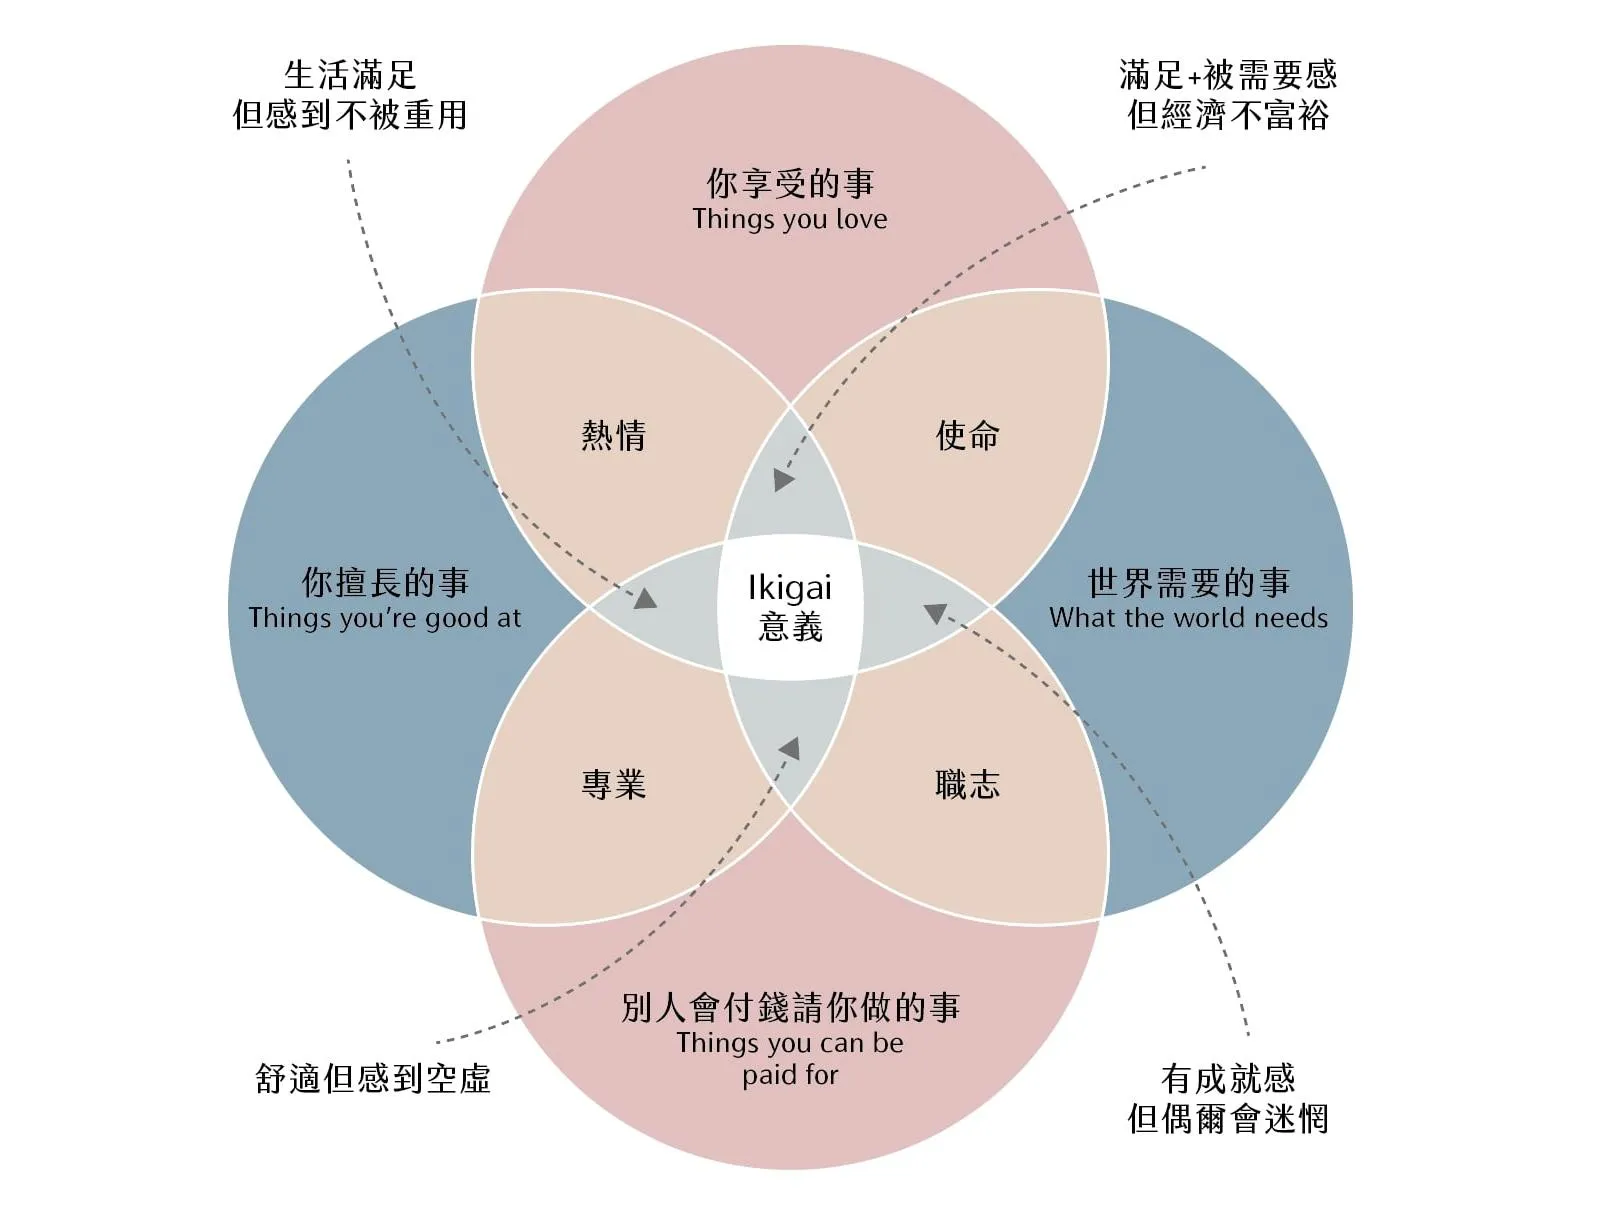 生活滿足
但感到不被重用
滿足+被需要感
但經濟不富裕
你享受的事
Things you love
熱情
使命
你擅長的事
Things you're good at
Ikigai
意義
世界需要的事
What the world needs
專業
職志
別人會付錢請你做的事
Things you can be
paid for
舒適但感到空虛
有成就感
但偶爾會迷惘